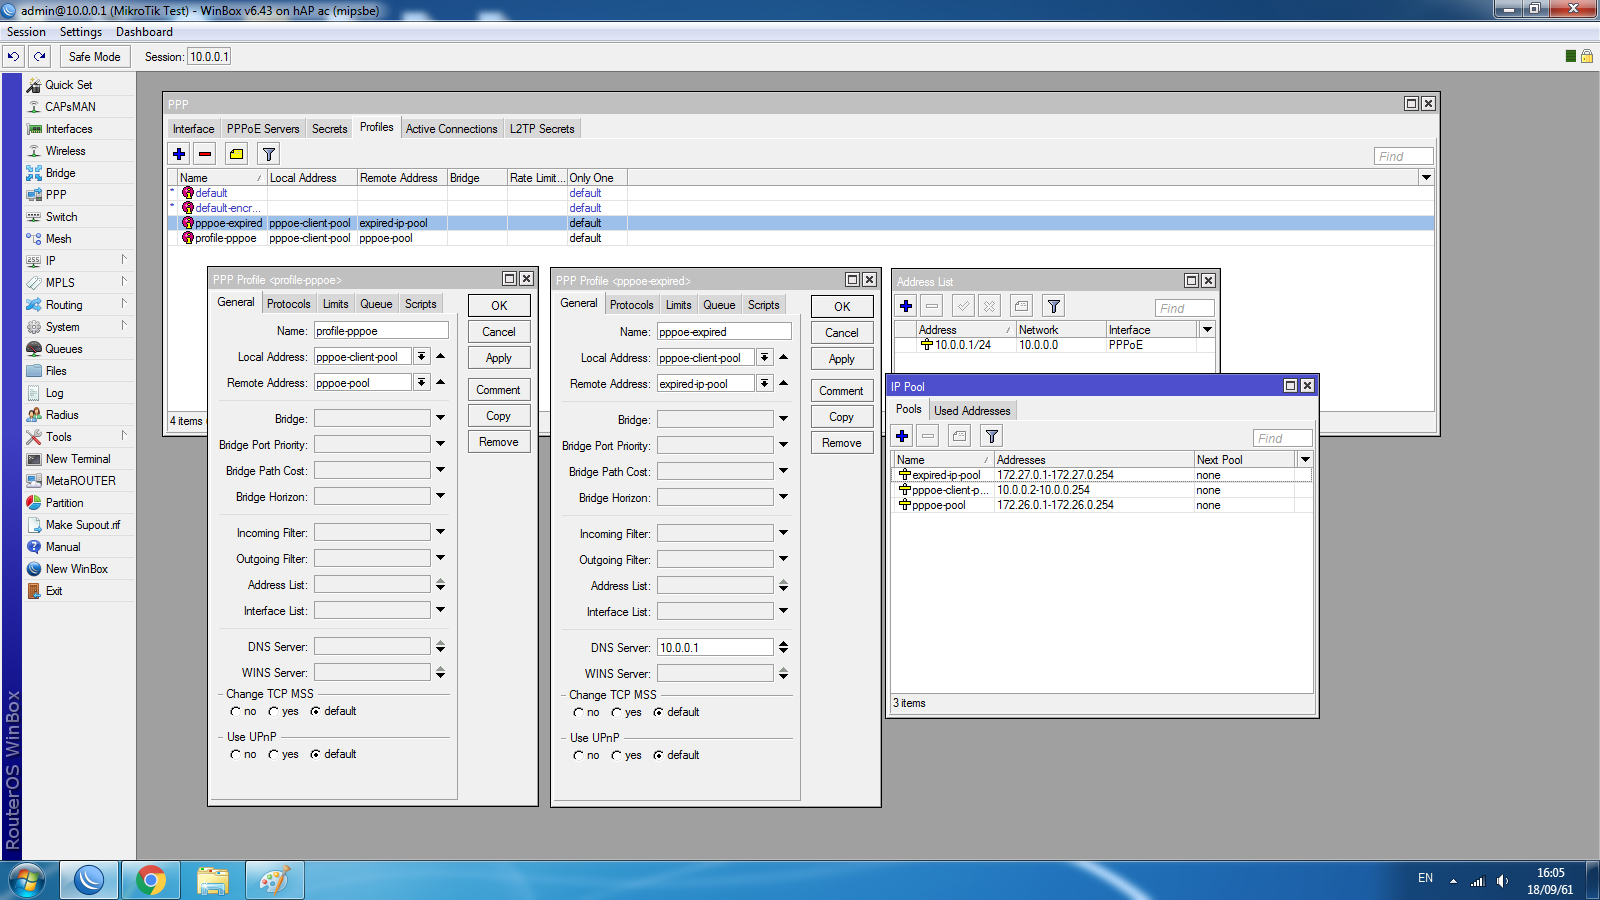 admin@10.0.0.1 (MikroTik Test) - WinBox v6.43 on hAP ac (mipsbe)
Session Settings Dashboard
Safe Mode Session: 10.0.0.1
Quick Set
CAPsMAN
Interfaces
Wireless
Bridge
PPP
Switch
Mesh
IP
MPLS
Routing
System
Queues
Files
Log
Radius
Tools
New Terminal
MetaROUTER
Partition
Make Supout.rif
Manual
New WinBox
Exit
RouterOS WinBox
PPP
Interface PPPoE Servers Secrets Profiles Active Connections L2TP Secrets
Find
Name Local Address Remote Address Bridge Rate Limit... Only One
* default default
* default-encr... default
pppoe-expired pppoe-client-pool expired-ip-pool default
profile-pppoe pppoe-client-pool pppoe-pool default
4 items
PPP Profile <profile-pppoe>
General Protocols Limits Queue Scripts
Name: profile-pppoe
Local Address: pppoe-client-pool
Remote Address: pppoe-pool
Bridge:
Bridge Port Priority:
Bridge Path Cost:
Bridge Horizon:
Incoming Filter:
Outgoing Filter:
Address List:
Interface List:
DNS Server:
WINS Server:
Change TCP MSS
no yes default
Use UPnP
no yes default
OK
Cancel
Apply
Comment
Copy
Remove
PPP Profile <pppoe-expired>
General Protocols Limits Queue Scripts
Name: pppoe-expired
Local Address: pppoe-client-pool
Remote Address: expired-ip-pool
Bridge:
Bridge Port Priority:
Bridge Path Cost:
Bridge Horizon:
Incoming Filter:
Outgoing Filter:
Address List:
Interface List:
DNS Server: 10.0.0.1
WINS Server:
Change TCP MSS
no yes default
Use UPnP
no yes default
OK
Cancel
Apply
Comment
Copy
Remove
Address List
Find
Address Network Interface
10.0.0.1/24 10.0.0.0 PPPoE
IP Pool
Pools Used Addresses
Find
Name Addresses Next Pool
expired-ip-pool 172.27.0.1-172.27.0.254 none
pppoe-client-p... 10.0.0.2-10.0.0.254 none
pppoe-pool 172.26.0.1-172.26.0.254 none
3 items
EN
16:05
18/09/61